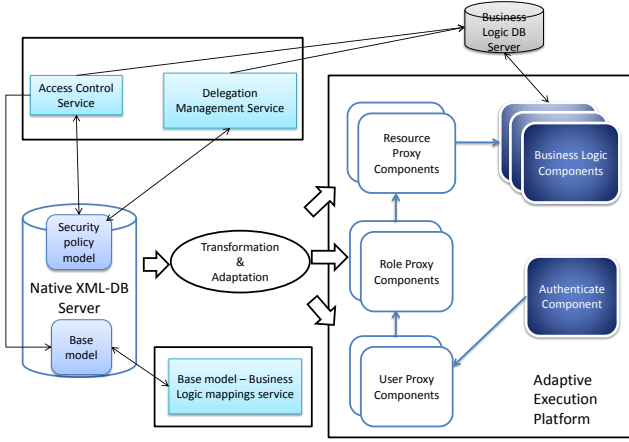 Business
Logic DB
Server
Access Control
Service
Delegation
Management Service
Resource
Proxy
Components
Business Logic
Components
Security
policy
model
Transformation
&
Adaptation
Native XML-DB
Server
Role Proxy
Components
Authenticate
Component
Base
model
Base model – Business
Logic mappings service
User Proxy
Components
Adaptive
Execution
Platform